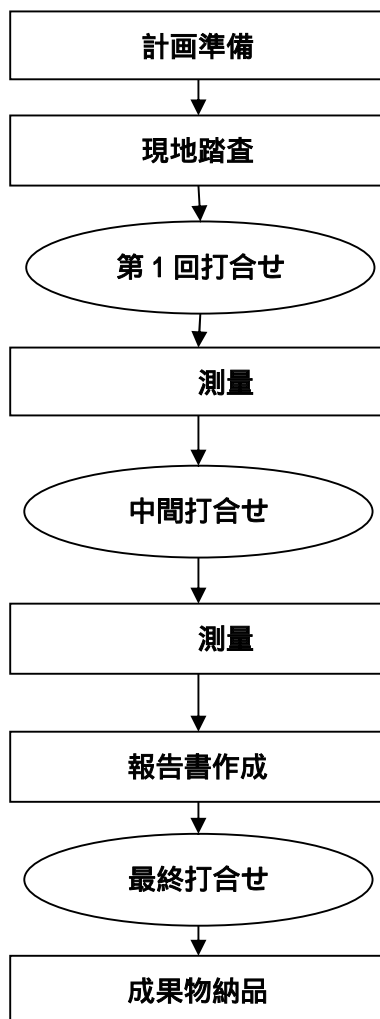 計画準備
現地踏査
第１回打合せ
測量
中間打合せ
測量
報告書作成
最終打合せ
成果物納品